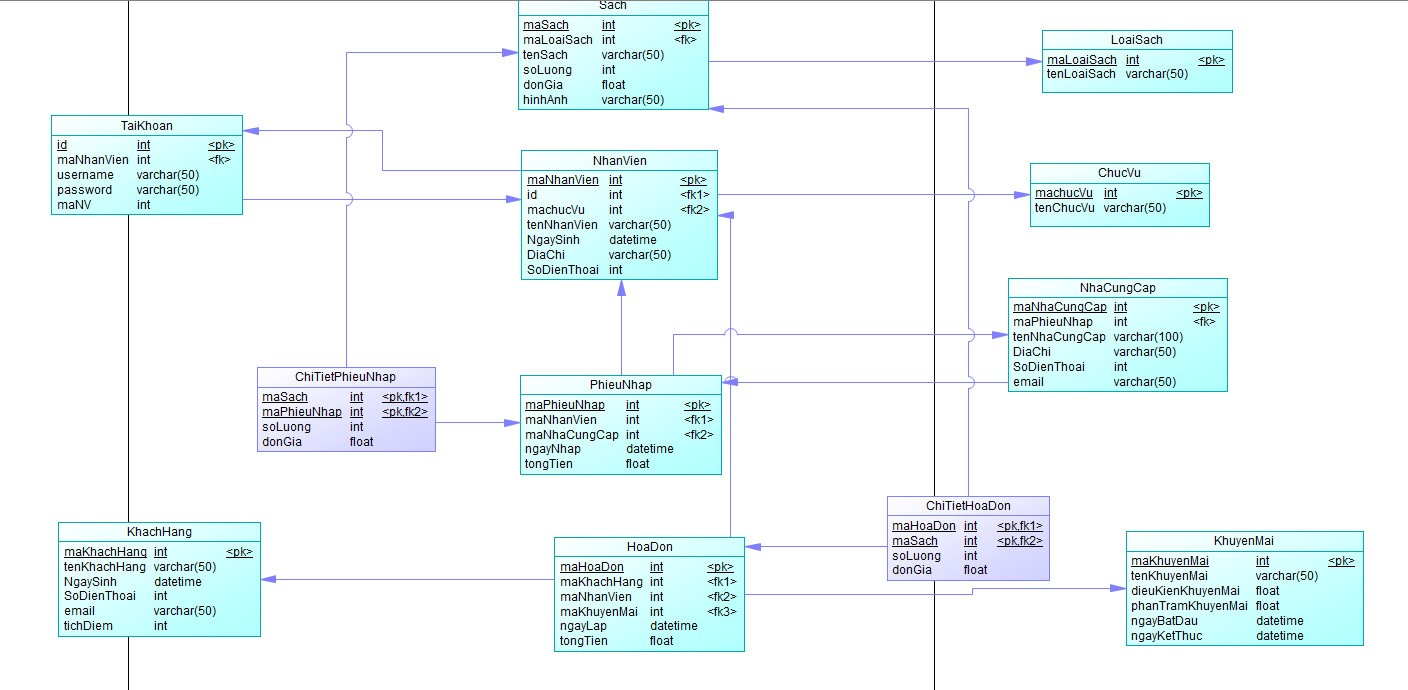 Sach
maSach int <pk>
maLoaiSach int <fk>
tenSach varchar(50)
soLuong int
donGia float
hinhAnh varchar(50)
LoaiSach
maLoaiSach int <pk>
tenLoaiSach varchar(50)
TaiKhoan
id int <pk>
maNhanVien int <fk>
username varchar(50)
password varchar(50)
maNV int
NhanVien
maNhanVien int <pk>
id int <fk1>
machucVu int <fk2>
tenNhanVien varchar(50)
NgaySinh datetime
DiaChi varchar(50)
SoDienThoai int
ChucVu
machucVu int <pk>
tenChucVu varchar(50)
NhaCungCap
maNhaCungCap int <pk>
maPhieuNhap int <fk>
tenNhaCungCap varchar(100)
DiaChi varchar(50)
SoDienThoai int
email varchar(50)
ChiTietPhieuNhap
maSach int <pk,fk1>
maPhieuNhap int <pk,fk2>
soLuong int
donGia float
PhieuNhap
maPhieuNhap int <pk>
maNhanVien int <fk1>
maNhaCungCap int <fk2>
ngayNhap datetime
tongTien float
KhachHang
maKhachHang int <pk>
tenKhachHang varchar(50)
NgaySinh datetime
SoDienThoai int
email varchar(50)
tichDiem int
HoaDon
maHoaDon int <pk>
maKhachHang int <fk1>
maNhanVien int <fk2>
maKhuyenMai int <fk3>
ngayLap datetime
tongTien float
ChiTietHoaDon
maHoaDon int <pk,fk1>
maSach int <pk,fk2>
soLuong int
donGia float
KhuyenMai
maKhuyenMai int <pk>
tenKhuyenMai varchar(50)
dieuKienKhuyenMai float
phanTramKhuyenMai float
ngayBatDau datetime
ngayKetThuc datetime